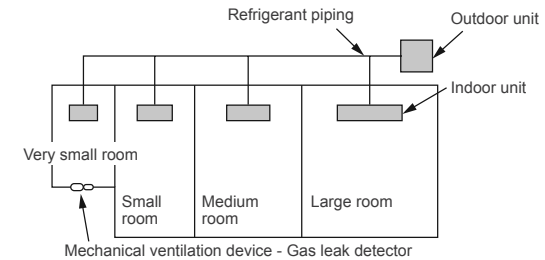 Refrigerant piping
Outdoor unit
Indoor unit
Very small room
Small
room
Medium
room
Large room
Mechanical ventilation device - Gas leak detector